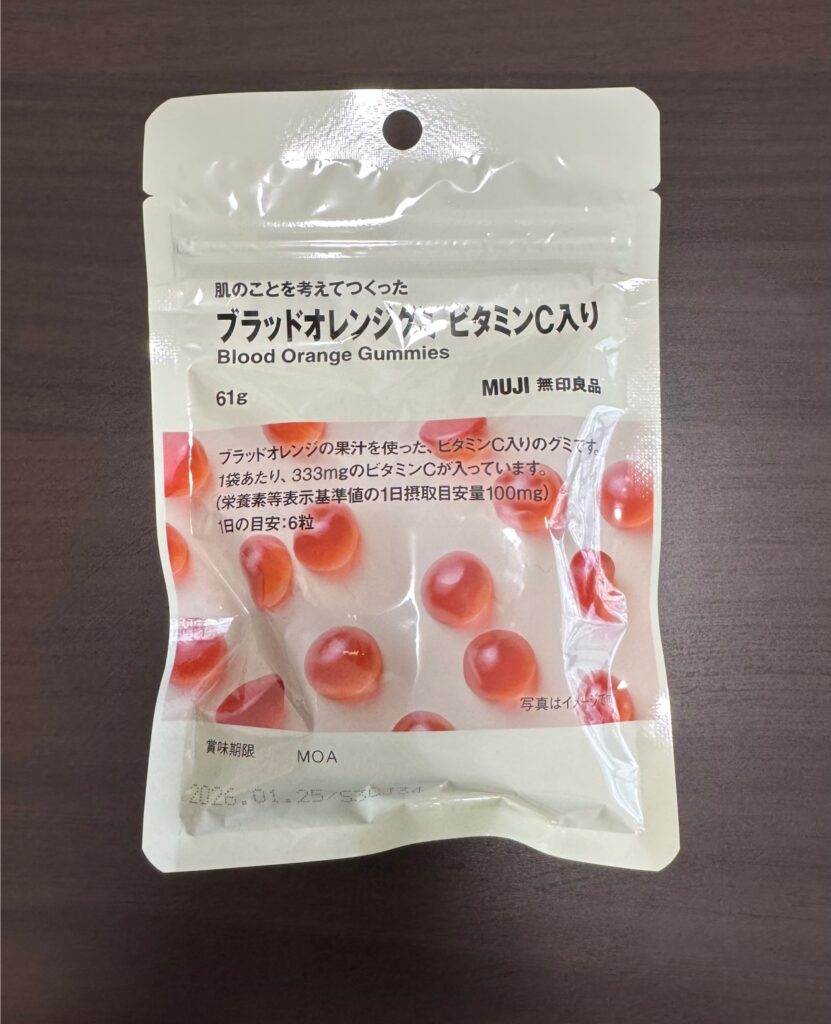 肌のことを考えてつくった
ブラッドオレンジグミ ビタミンC入り
Blood Orange Gummies
61g
MUJI 無印良品
ブラッドオレンジの果汁を使った、ビタミンC入りのグミです。
1袋あたり、333mgのビタミンCが入っています。
(栄養素等表示基準値の1日摂取目安量100mg)
1日の目安:6粒
写真はイメージです
賞味期限
MOA
2026.01.25/